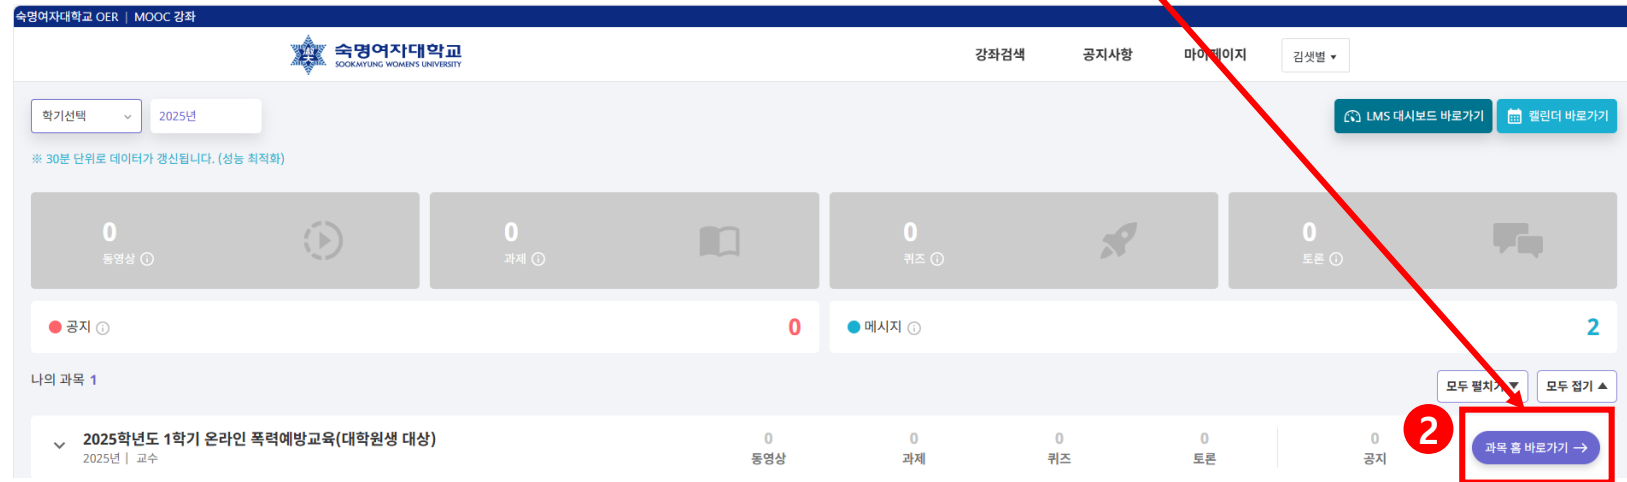 숙명여자대학교 OER | MOOC 강좌
숙명여자대학교
SOOKMYUNG WOMEN'S UNIVERSITY
강좌검색 공지사항 마이페이지 김샛별 ▾
학기선택 2025년
LMS 대시보드 바로가기 캘린더 바로가기
※ 30분 단위로 데이터가 갱신됩니다. (성능 최적화)
0 0 0 0
동영상 과제 퀴즈 토론
공지 0 메시지 2
나의 과목 1
모두 펼치기 ▼ 모두 접기 ▲
2025학년도 1학기 온라인 폭력예방교육(대학원생 대상) 0 0 0 0 0 2 과목 홈 바로가기 →
2025년 | 교수 동영상 과제 퀴즈 토론 공지